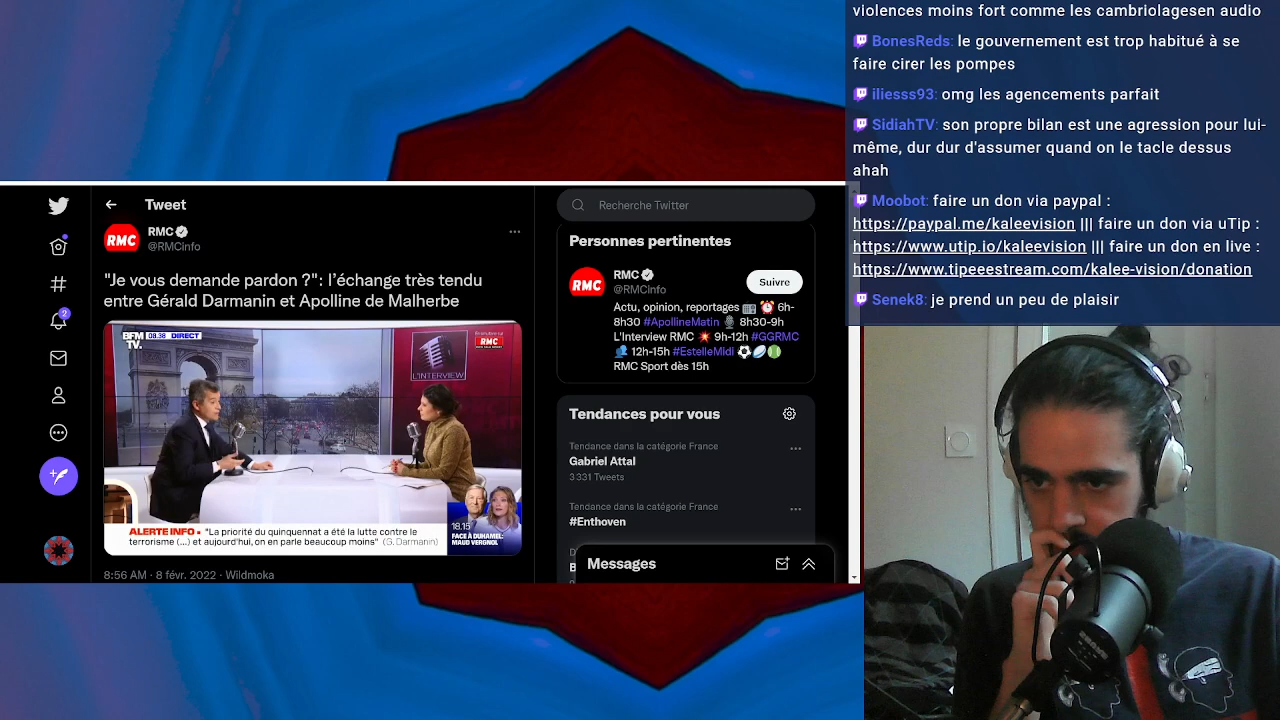 violences moins fort comme les cambriolagesen audio
BonesReds: le gouvernement est trop habitué à se
faire cirer les pompes
iliesss93: omg les agencements parfait
SidiahTV: son propre bilan est une agression pour lui-
même, dur dur d'assumer quand on le tacle dessus
ahah
Moobot: faire un don via paypal :
https://paypal.me/kaleevision ||| faire un don via uTip :
https://www.utip.io/kaleevision ||| faire un don en live :
https://www.tipeeestream.com/kalee-vision/donation
Senek8: je prend un peu de plaisir
Tweet
RMC
@RMCinfo
"Je vous demande pardon ?": l'échange très tendu
entre Gérald Darmanin et Apolline de Malherbe
BFM
TV.
08.38 DIRECT
RMC
L'INTERVIEW
18.15
FACE À DUHAMEL:
MAUD VERGNOL
ALERTE INFO "La priorité du quinquennat a été la lutte contre le
terrorisme (...) et aujourd'hui, on en parle beaucoup moins" (G. Darmanin)
8:56 AM · 8 févr. 2022 · Wildmoka
2
Recherche Twitter
Personnes pertinentes
RMC
RMC
@RMCinfo
Suivre
Actu, opinion, reportages 📻 ⏰ 6h-
8h30 #ApollineMatin 🎙 8h30-9h
L'Interview RMC 💥 9h-12h #GGRMC
👥 12h-15h #EstelleMidi ⚽🏉🎾
RMC Sport dès 15h
Tendances pour vous
Tendance dans la catégorie France
Gabriel Attal
3 331 Tweets
Tendance dans la catégorie France
#Enthoven
Messages